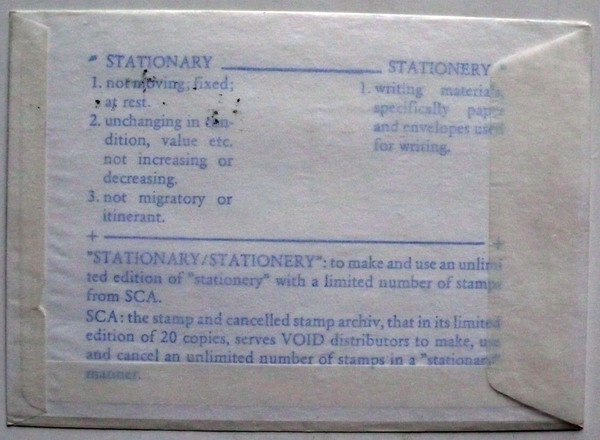 " STATIONARY STATIONERY "
1. not moving; fixed; 1. writing materials,
at rest. specifically paper
2. unchanging in con- and envelopes used
dition, value etc. for writing.
not increasing or
decreasing.
3. not migratory or
itinerant.
"STATIONARY/STATIONERY": to make and use an unlimi-
ted edition of "stationery" with a limited number of stamps
from SCA.
SCA: the stamp and cancelled stamp archiv, that in its limited
edition of 20 copies, serves VOID distributors to make, use
and cancel an unlimited number of stamps in a "stationary"
manner.